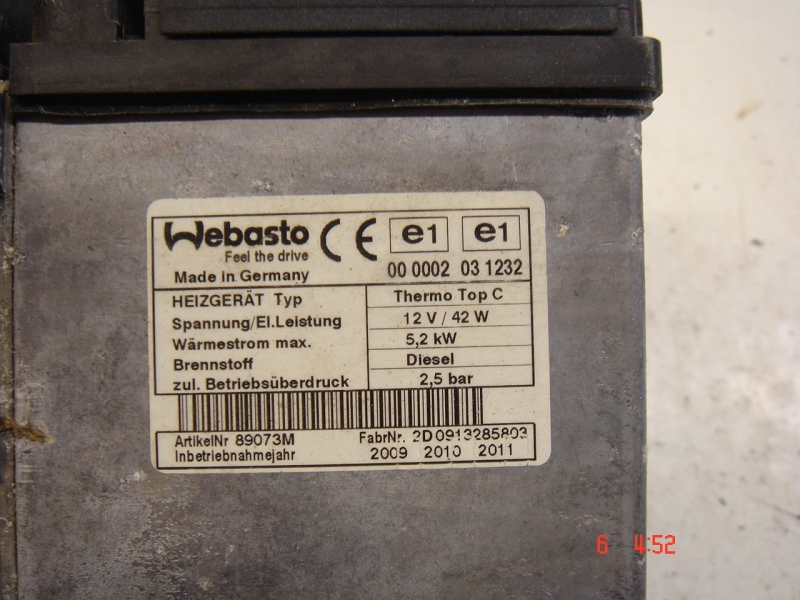 Webasto CE e1 e1
Feel the drive
Made in Germany 00 0002 03 1232
HEIZGERÄT Typ Thermo Top C
Spannung/El.Leistung 12 V / 42 W
Wärmestrom max. 5,2 kW
Brennstoff Diesel
zul. Betriebsüberdruck 2,5 bar
ArtikelNr 89073M FabrNr. 2D0913285803
Inbetriebnahmejahr 2009 2010 2011
6 4:52